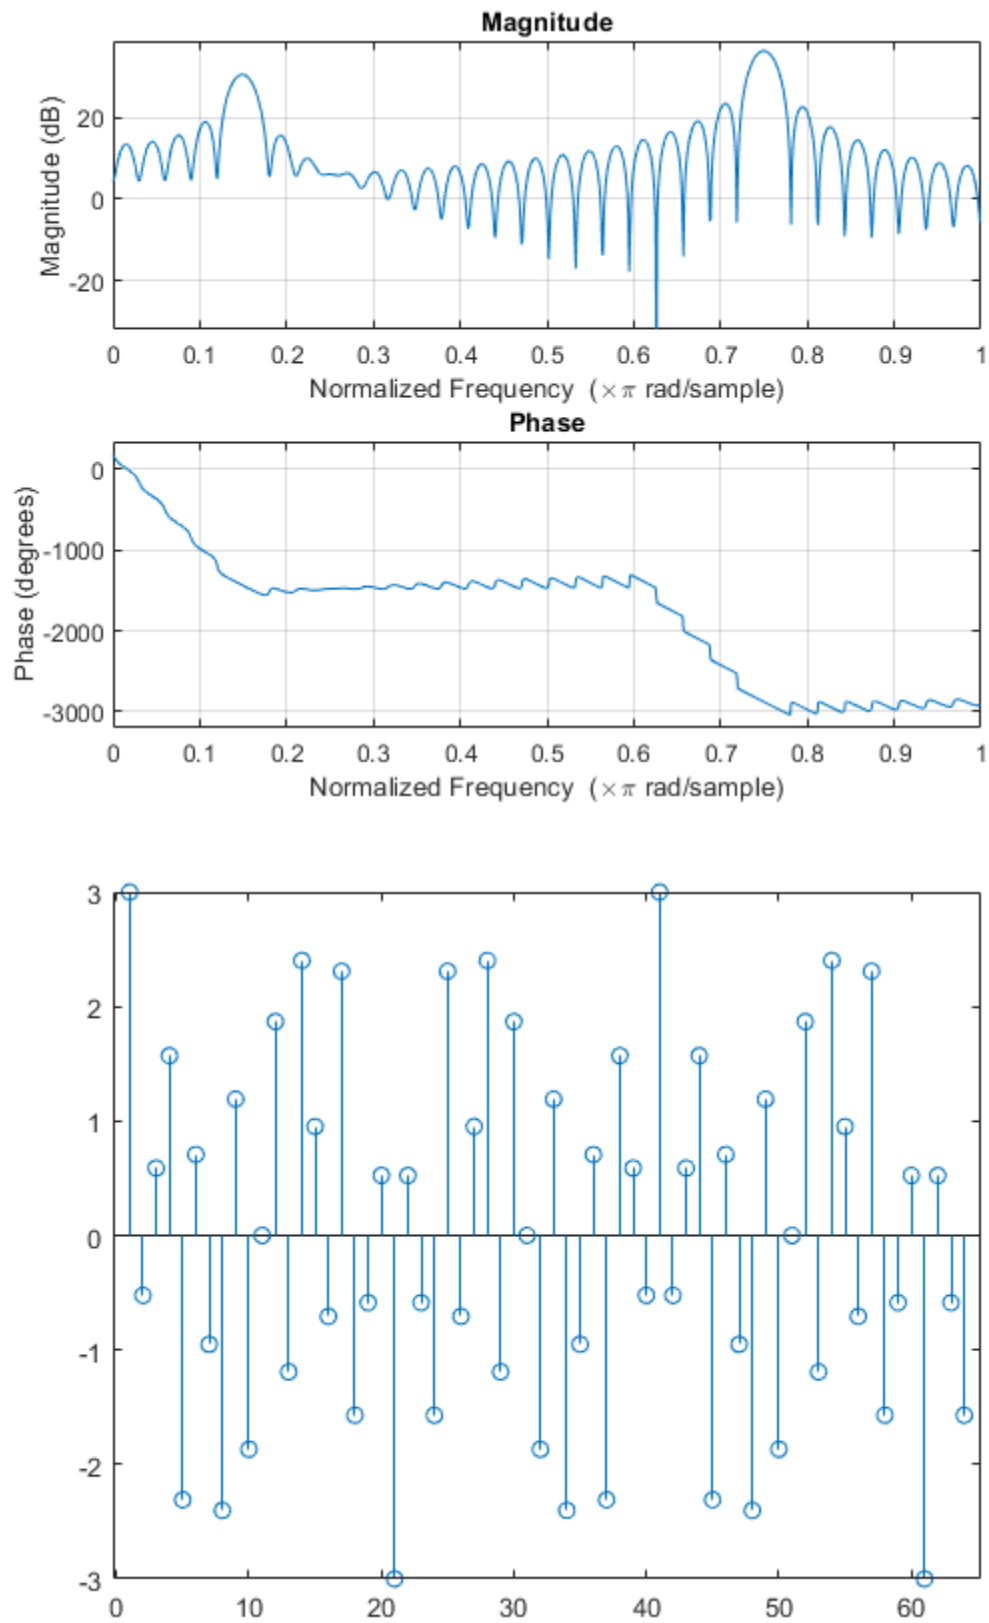 Magnitude
Magnitude (dB)
20
0
-20
0 0.1 0.2 0.3 0.4 0.5 0.6 0.7 0.8 0.9 1
Normalized Frequency (×π rad/sample)
Phase
Phase (degrees)
0
-1000
-2000
-3000
0 0.1 0.2 0.3 0.4 0.5 0.6 0.7 0.8 0.9 1
Normalized Frequency (×π rad/sample)
3
2
1
0
-1
-2
-3
0 10 20 30 40 50 60